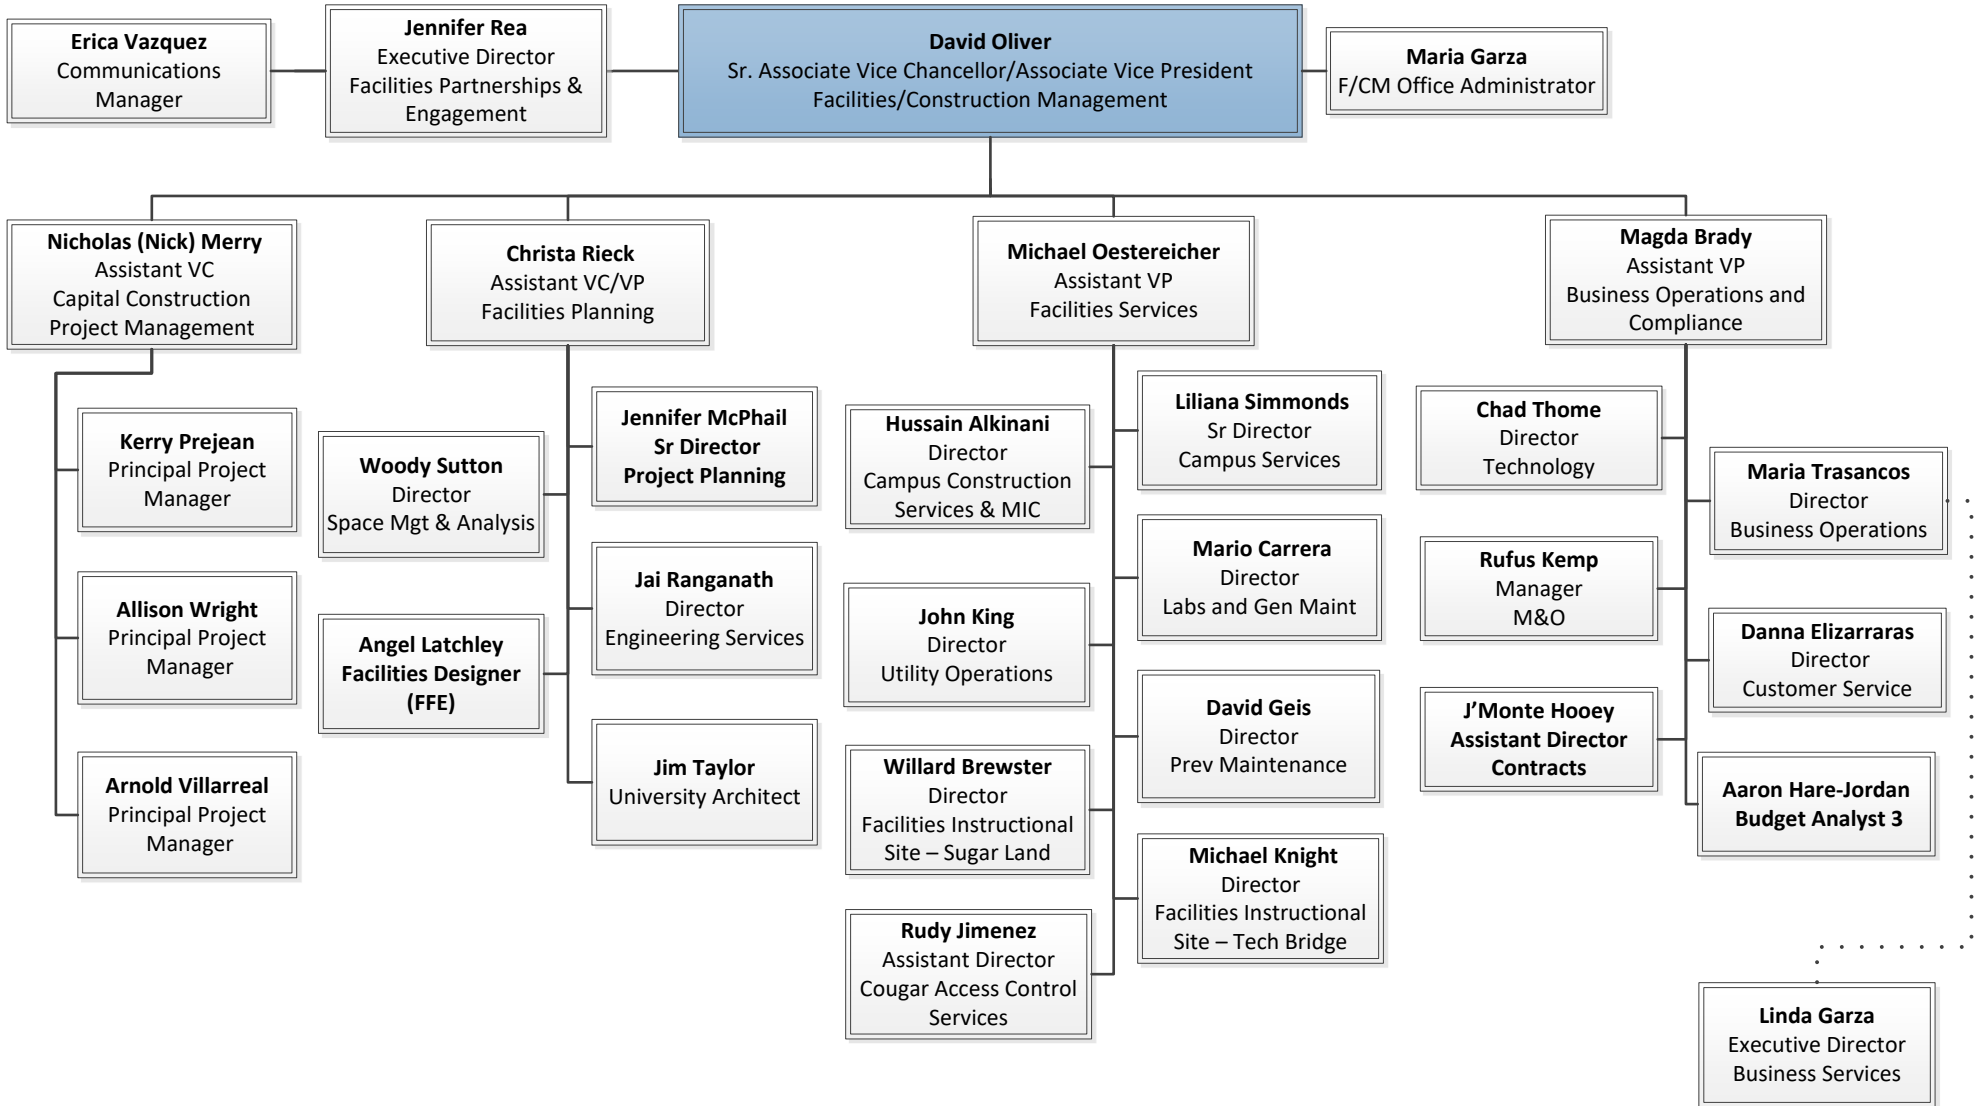 Erica Vazquez
Communications
Manager
Jennifer Rea
Executive Director
Facilities Partnerships &
Engagement
David Oliver
Sr. Associate Vice Chancellor/Associate Vice President
Facilities/Construction Management
Maria Garza
F/CM Office Administrator
Nicholas (Nick) Merry
Assistant VC
Capital Construction
Project Management
Christa Rieck
Assistant VC/VP
Facilities Planning
Michael Oestereicher
Assistant VP
Facilities Services
Magda Brady
Assistant VP
Business Operations and
Compliance
Kerry Prejean
Principal Project
Manager
Allison Wright
Principal Project
Manager
Arnold Villarreal
Principal Project
Manager
Woody Sutton
Director
Space Mgt & Analysis
Angel Latchley
Facilities Designer
(FFE)
Jennifer McPhail
Sr Director
Project Planning
Jai Ranganath
Director
Engineering Services
Jim Taylor
University Architect
Hussain Alkinani
Director
Campus Construction
Services & MIC
John King
Director
Utility Operations
Willard Brewster
Director
Facilities Instructional
Site – Sugar Land
Rudy Jimenez
Assistant Director
Cougar Access Control
Services
Liliana Simmonds
Sr Director
Campus Services
Mario Carrera
Director
Labs and Gen Maint
David Geis
Director
Prev Maintenance
Michael Knight
Director
Facilities Instructional
Site – Tech Bridge
Chad Thome
Director
Technology
Rufus Kemp
Manager
M&O
J’Monte Hooey
Assistant Director
Contracts
Maria Trasancos
Director
Business Operations
Danna Elizarraras
Director
Customer Service
Aaron Hare-Jordan
Budget Analyst 3
Linda Garza
Executive Director
Business Services